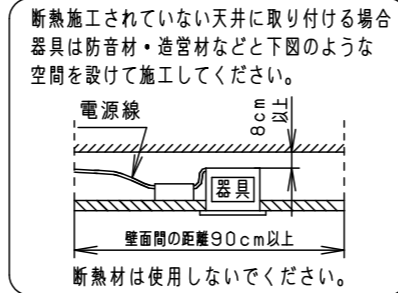 断熱施工されていない天井に取り付ける場合
器具は防音材・造営材などと下図のような
空間を設けて施工してください。
電源線
8cm
以上
器具
壁面間の距離90cm以上
断熱材は使用しないでください。